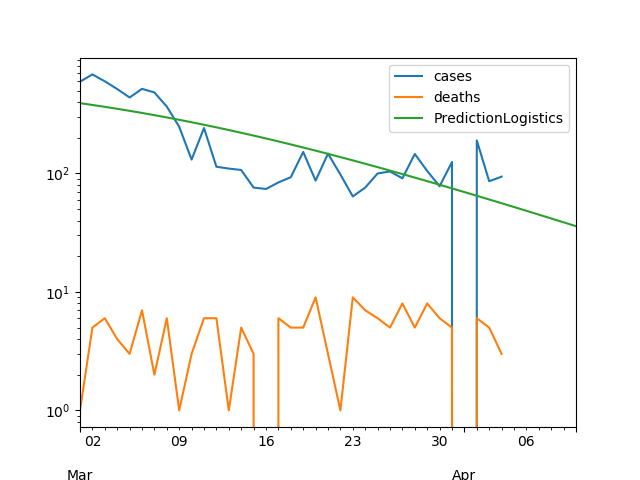 cases
deaths
PredictionLogistics
10²
10¹
10⁰
02 09 16 23 30 06
Mar Apr